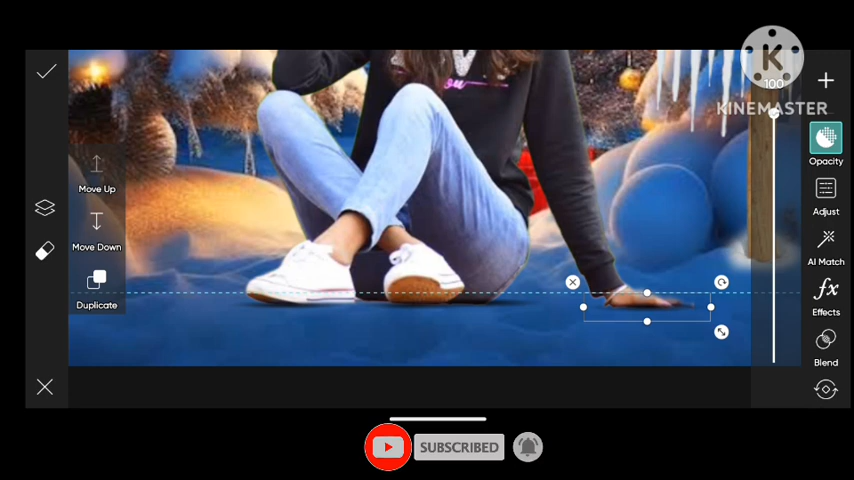 K
100
KINEMASTER
Opacity
Move Up
Adjust
Move Down
AI Match
Duplicate
fx
Effects
Blend
SUBSCRIBED